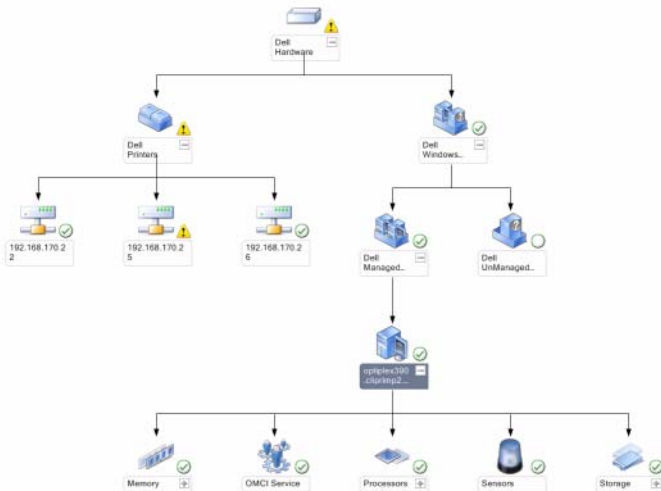 Dell
Hardware
Dell
Printers
Dell
Windows..
192.168.170.2
2
192.168.170.2
5
192.168.170.2
6
Dell
Managed..
Dell
UnManaged..
optiplex390
Memory
OMCI Service
Processors
Sensors
Storage